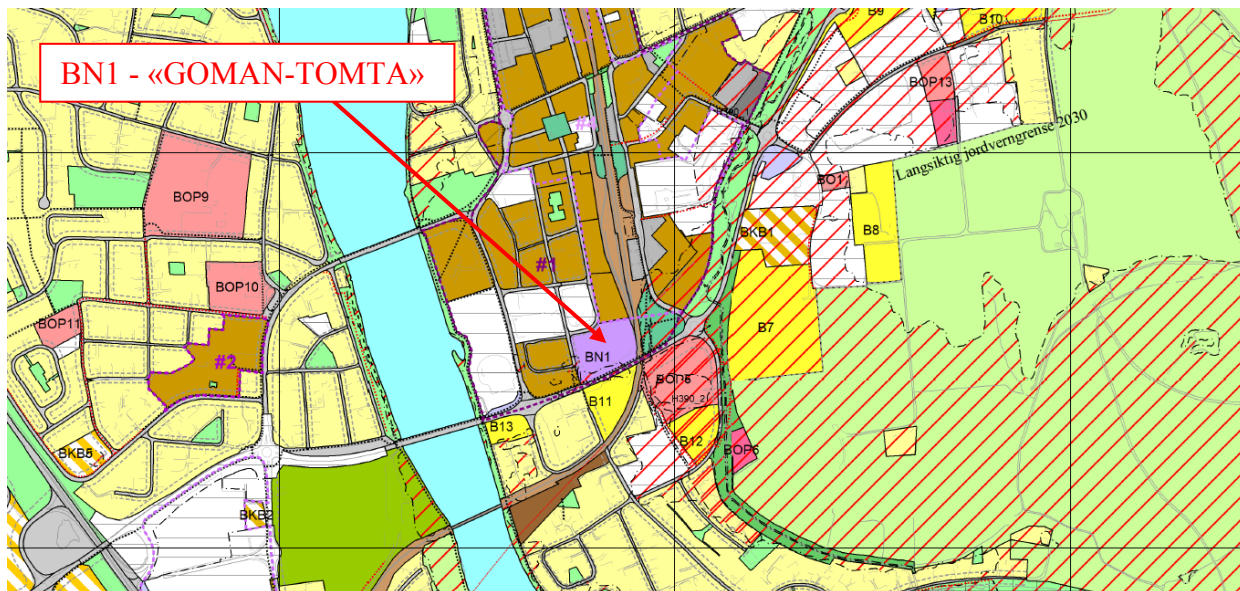 BN1 - «GOMAN-TOMTA»
B9
B10
BOP13
BOP9
Langsiktig jordverngrense 2030
BO1
B8
BKB1
#1
BOP10
BOP11
B7
BN1
#2
H390_2
B11
B13
B12
BOP6
BKB5
BKB2